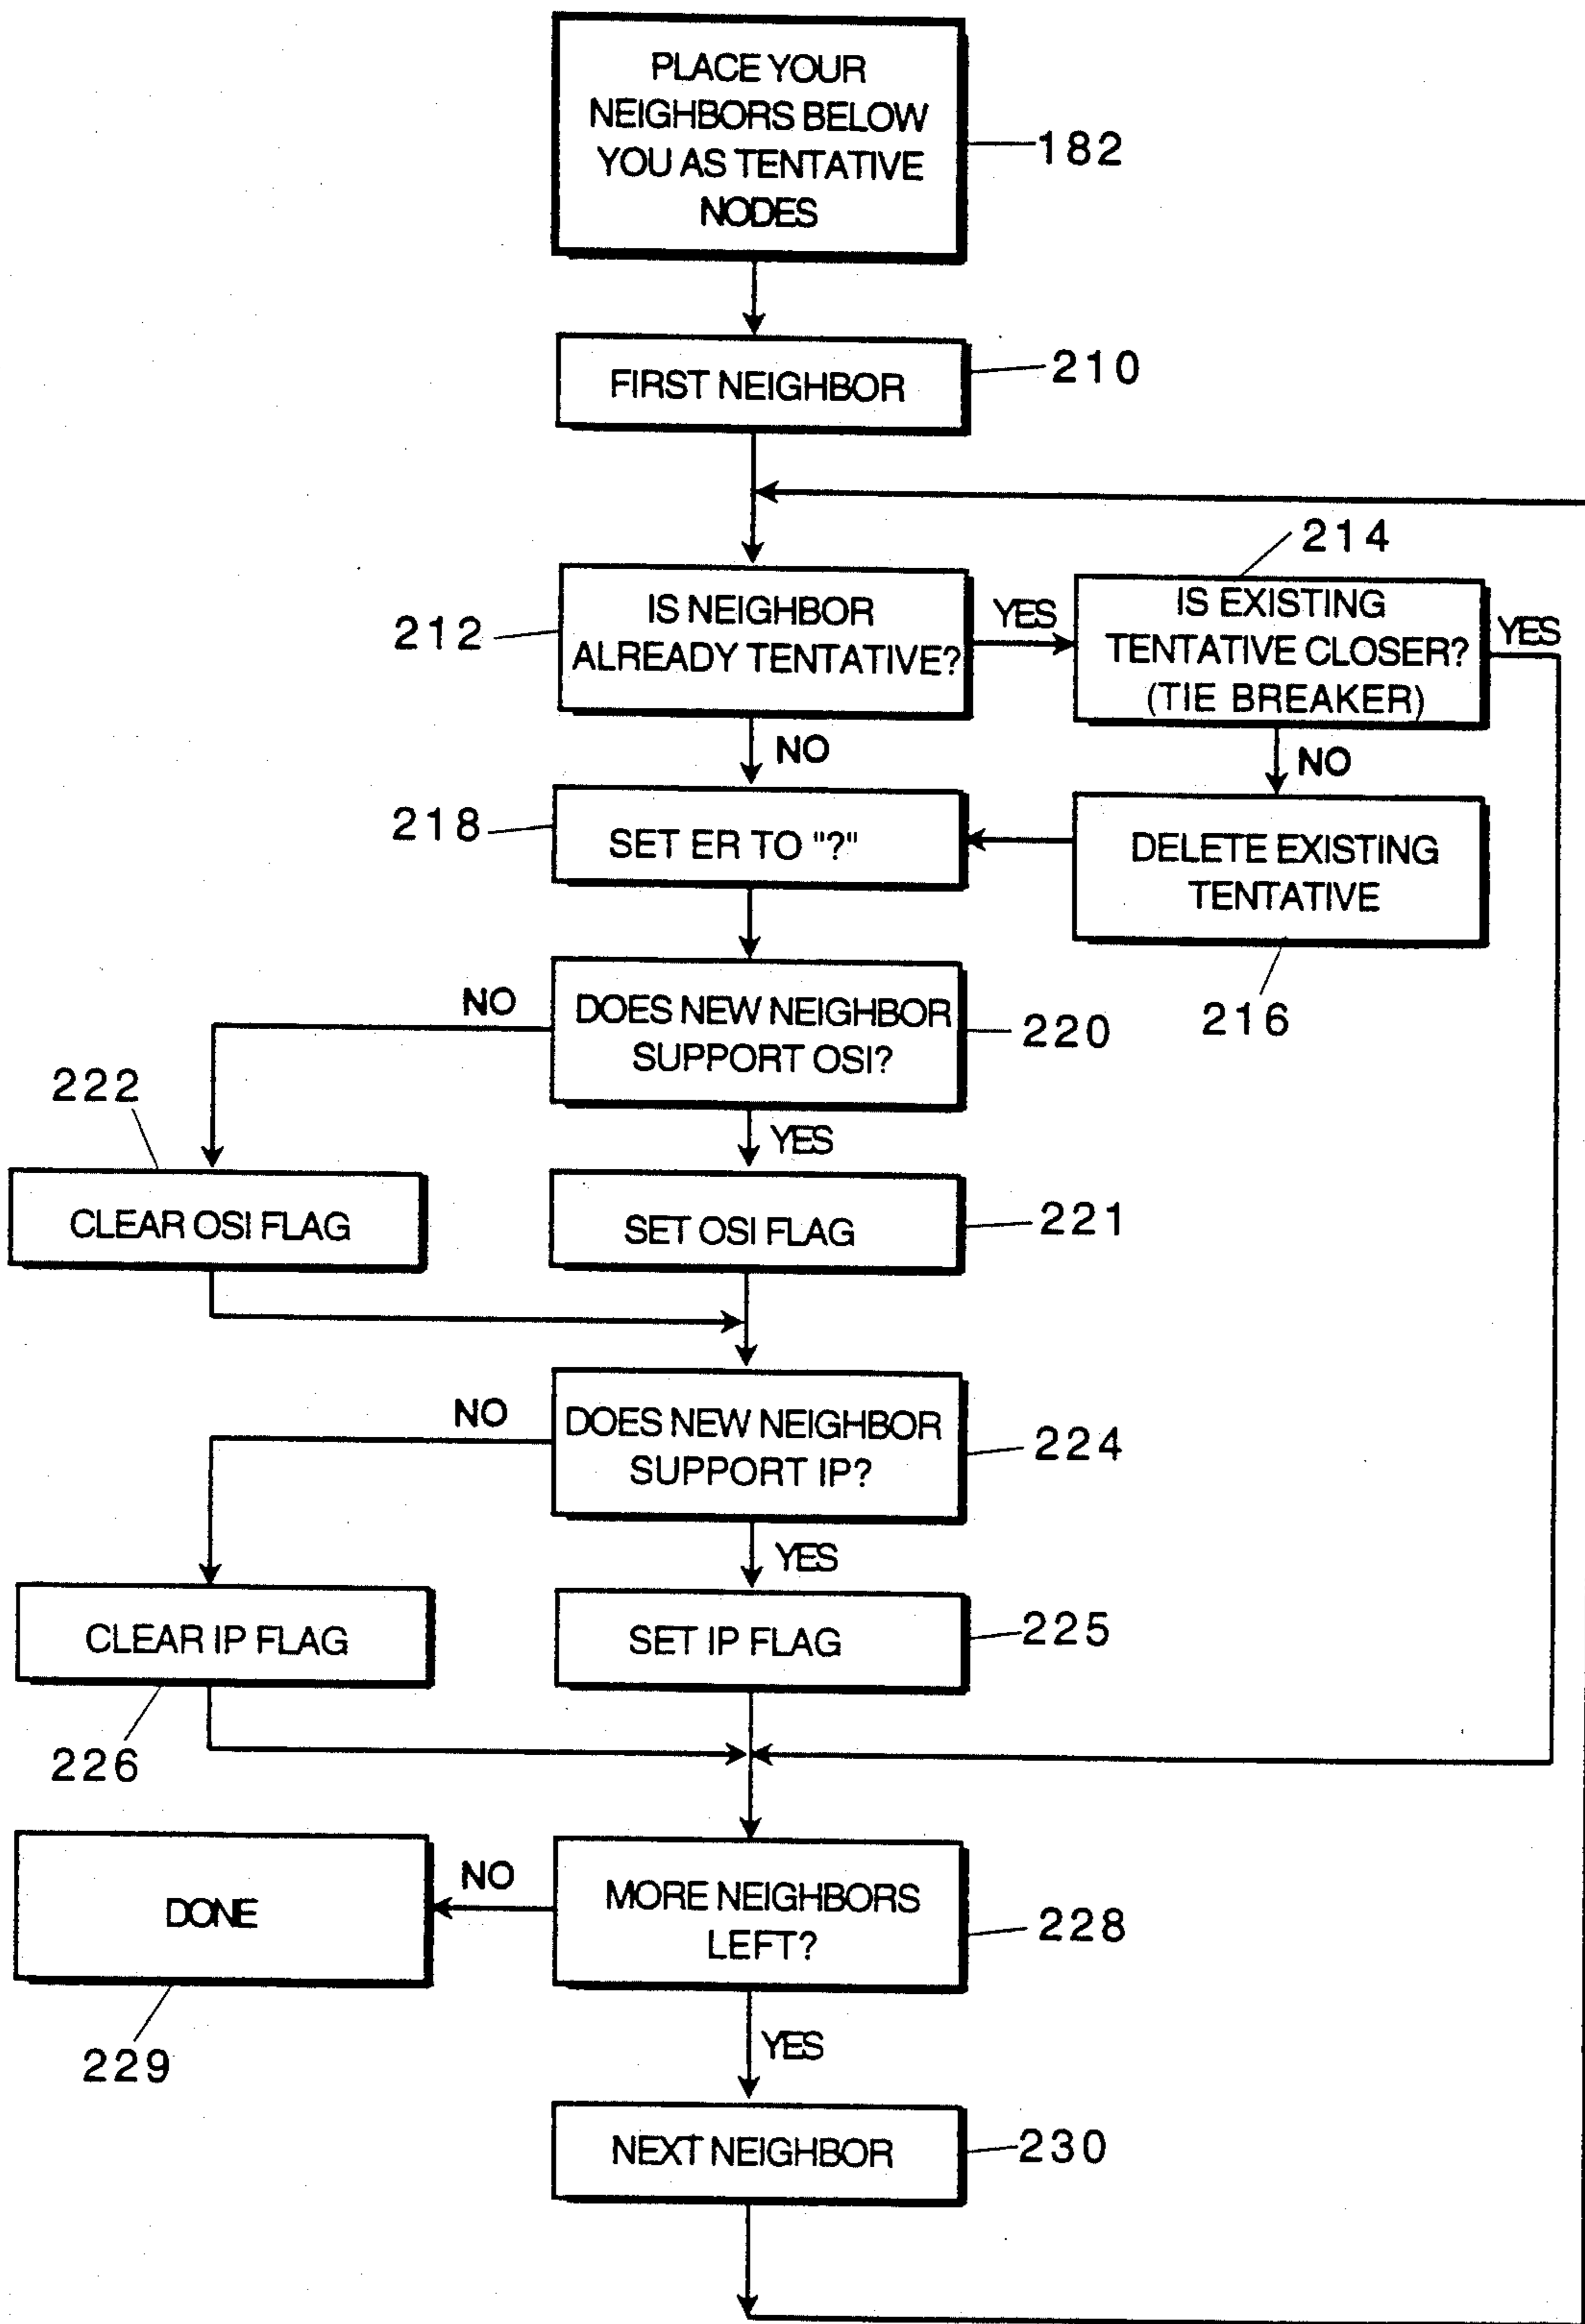 PLACE YOUR
NEIGHBORS BELOW
YOU AS TENTATIVE
NODES
182
FIRST NEIGHBOR
210
214
IS NEIGHBOR
ALREADY TENTATIVE?
212
YES
IS EXISTING
TENTATIVE CLOSER?
(TIE BREAKER)
YES
NO
NO
218
SET ER TO "?"
DELETE EXISTING
TENTATIVE
216
NO
DOES NEW NEIGHBOR
SUPPORT OSI?
220
222
YES
CLEAR OSI FLAG
SET OSI FLAG
221
NO
DOES NEW NEIGHBOR
SUPPORT IP?
224
YES
CLEAR IP FLAG
SET IP FLAG
225
226
DONE
NO
MORE NEIGHBORS
LEFT?
228
229
YES
NEXT NEIGHBOR
230